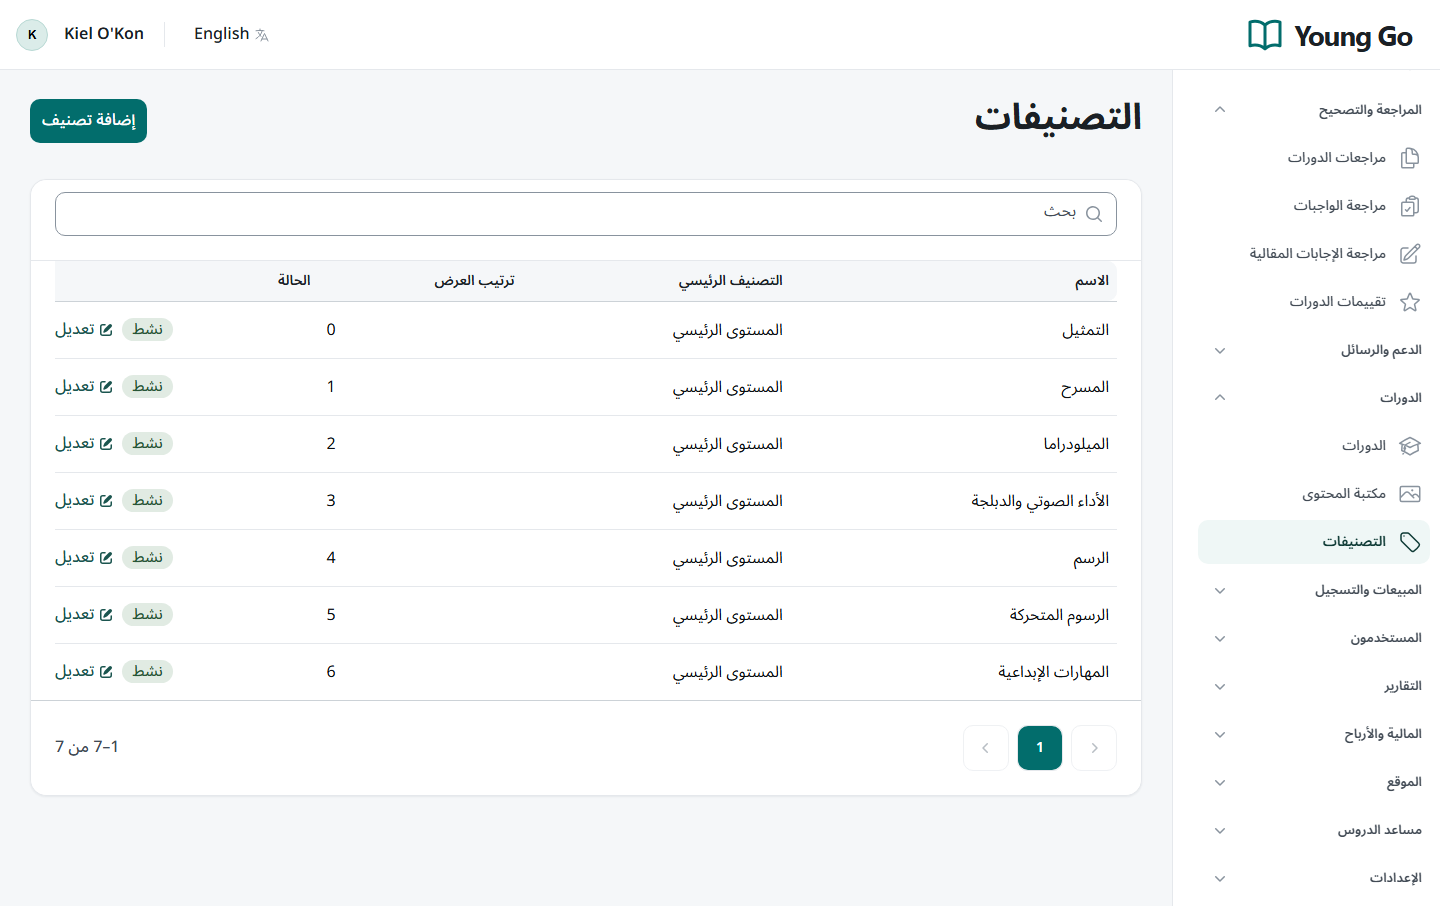 Young Go
English
Kiel O'Kon
K
المراجعة والتصحيح
مراجعات الدورات
مراجعة الواجبات
مراجعة الإجابات المقالية
تقييمات الدورات
الدعم والرسائل
الدورات
الدورات
مكتبة المحتوى
التصنيفات
المبيعات والتسجيل
المستخدمون
التقارير
المالية والأرباح
الموقع
مساعد الدروس
الإعدادات
التصنيفات
إضافة تصنيف
بحث
الاسم التصنيف الرئيسي ترتيب العرض الحالة
التمثيل المستوى الرئيسي 0 نشط تعديل
المسرح المستوى الرئيسي 1 نشط تعديل
الميلودراما المستوى الرئيسي 2 نشط تعديل
الأداء الصوتي والدبلجة المستوى الرئيسي 3 نشط تعديل
الرسم المستوى الرئيسي 4 نشط تعديل
الرسوم المتحركة المستوى الرئيسي 5 نشط تعديل
المهارات الإبداعية المستوى الرئيسي 6 نشط تعديل
1
1–7 من 7